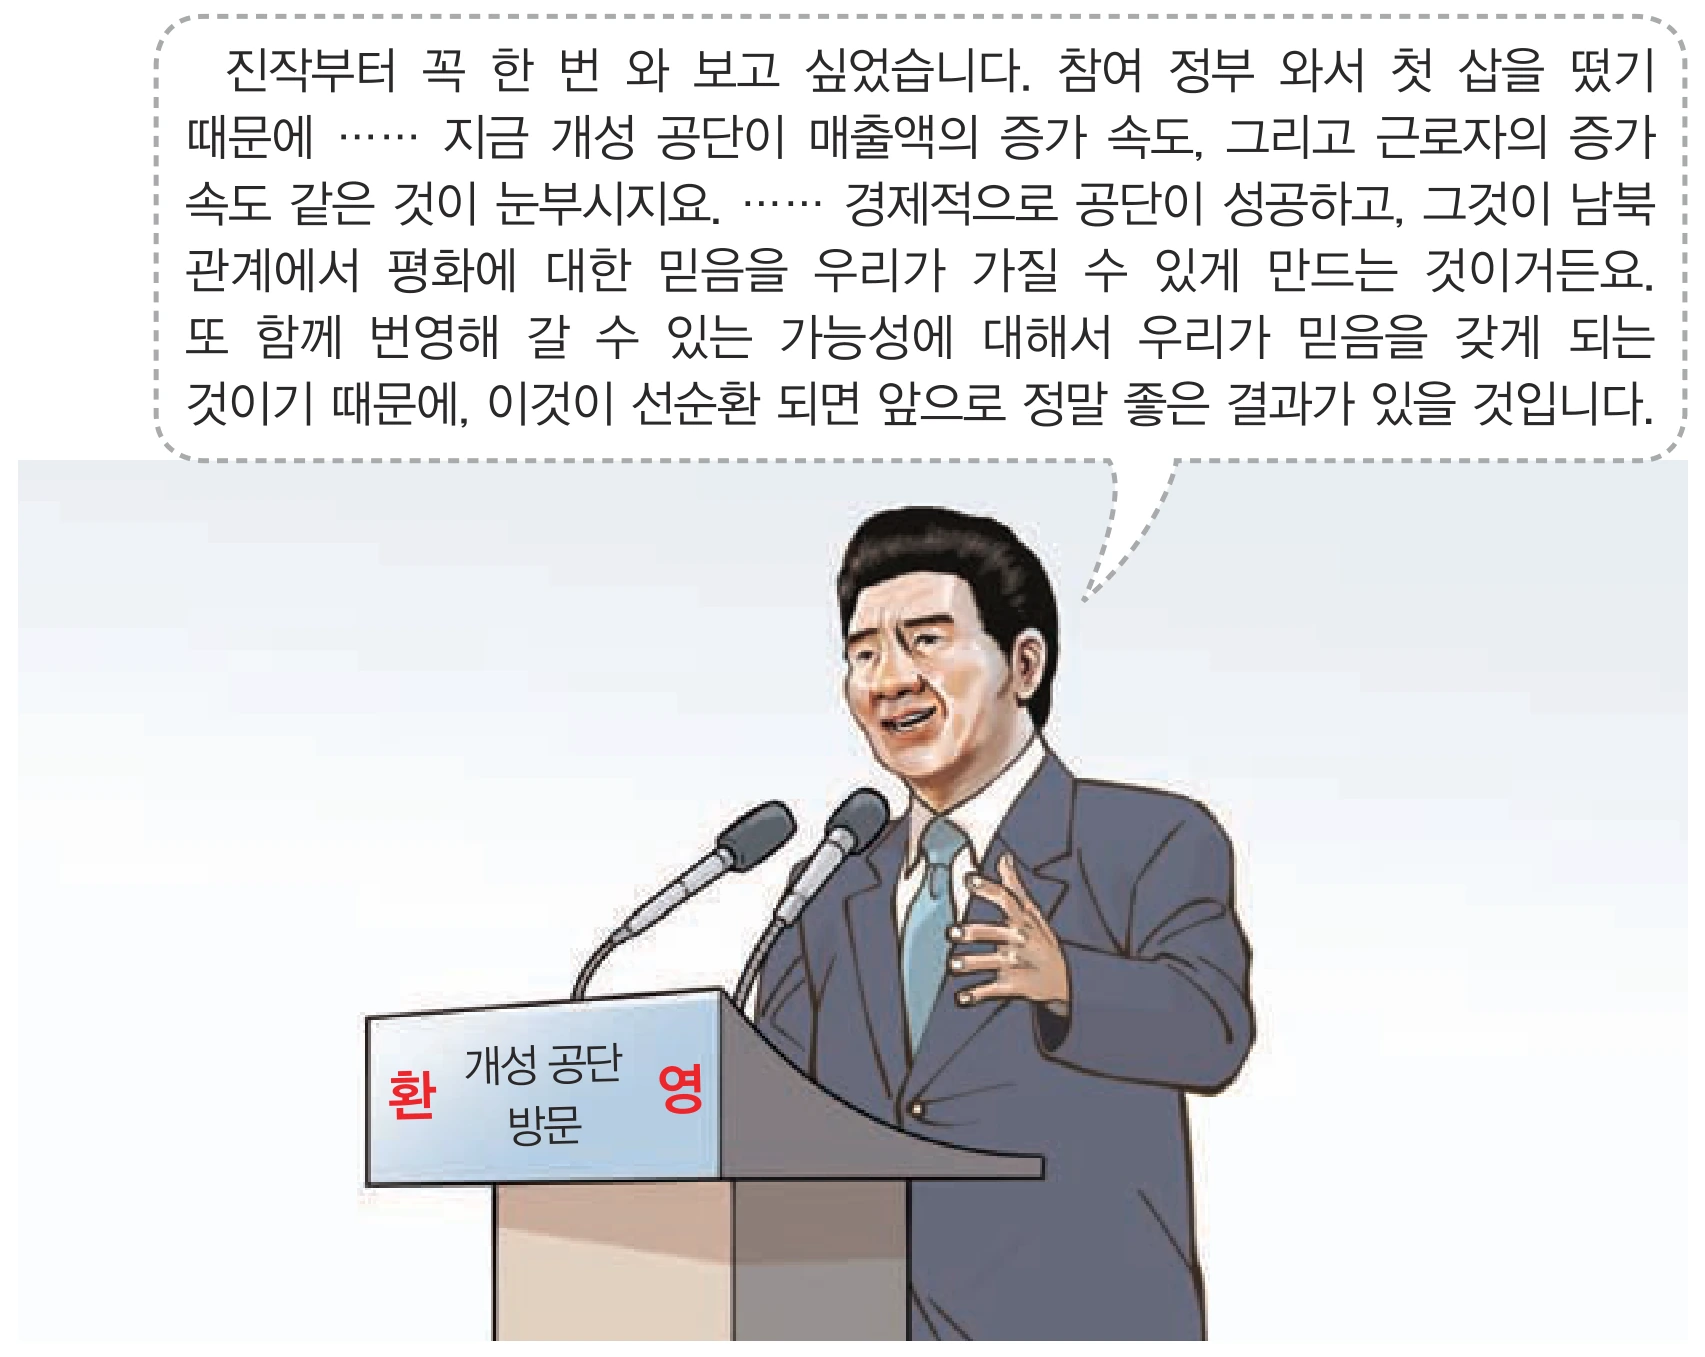 진작부터 꼭 한 번 와 보고 싶었습니다. 참여 정부 와서 첫 삽을 떴기
때문에 …… 지금 개성 공단이 매출액의 증가 속도, 그리고 근로자의 증가
속도 같은 것이 눈부시지요. …… 경제적으로 공단이 성공하고, 그것이 남북
관계에서 평화에 대한 믿음을 우리가 가질 수 있게 만드는 것이거든요.
또 함께 번영해 갈 수 있는 가능성에 대해서 우리가 믿음을 갖게 되는
것이기 때문에, 이것이 선순환 되면 앞으로 정말 좋은 결과가 있을 것입니다.
환 개성 공단 영
방문